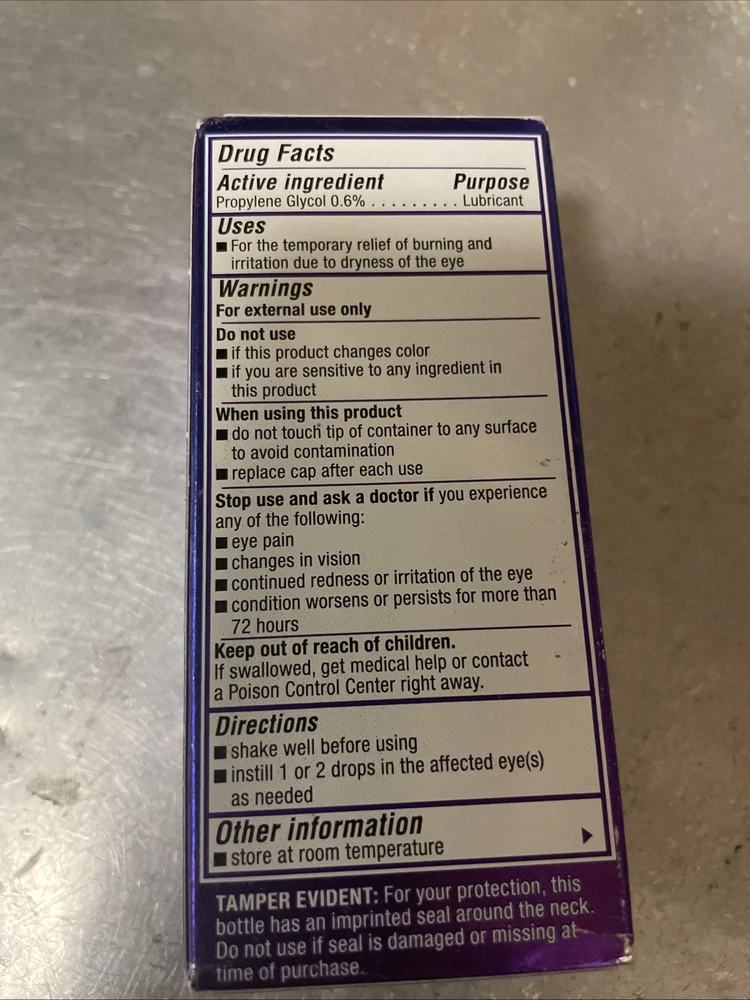 Drug Facts
Active ingredient Purpose
Propylene Glycol 0.6% . . . . . . . . . Lubricant
Uses
■ For the temporary relief of burning and
irritation due to dryness of the eye
Warnings
For external use only
Do not use
■ if this product changes color
■ if you are sensitive to any ingredient in
this product
When using this product
■ do not touch tip of container to any surface
to avoid contamination
■ replace cap after each use
Stop use and ask a doctor if you experience
any of the following:
■ eye pain
■ changes in vision
■ continued redness or irritation of the eye
■ condition worsens or persists for more than
72 hours
Keep out of reach of children.
If swallowed, get medical help or contact
a Poison Control Center right away.
Directions
■ shake well before using
■ instill 1 or 2 drops in the affected eye(s)
as needed
Other information
■ store at room temperature
TAMPER EVIDENT: For your protection, this
bottle has an imprinted seal around the neck.
Do not use if seal is damaged or missing at
time of purchase.